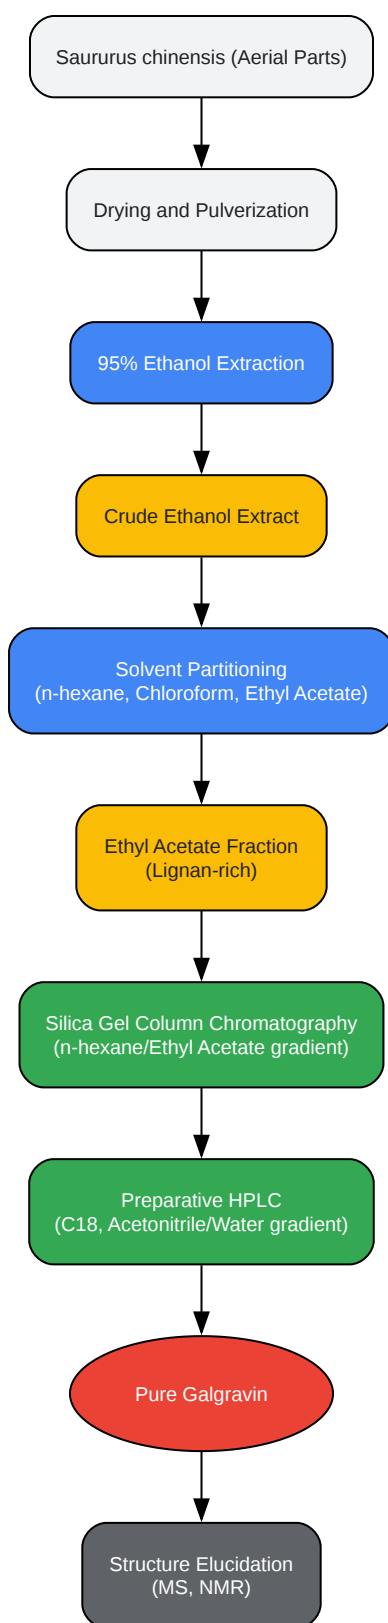 Saururus chinensis (Aerial Parts)
Drying and Pulverization
95% Ethanol Extraction
Crude Ethanol Extract
Solvent Partitioning
(n-hexane, Chloroform, Ethyl Acetate)
Ethyl Acetate Fraction
(Lignan-rich)
Silica Gel Column Chromatography
(n-hexane/Ethyl Acetate gradient)
Preparative HPLC
(C18, Acetonitrile/Water gradient)
Pure Galgravin
Structure Elucidation
(MS, NMR)